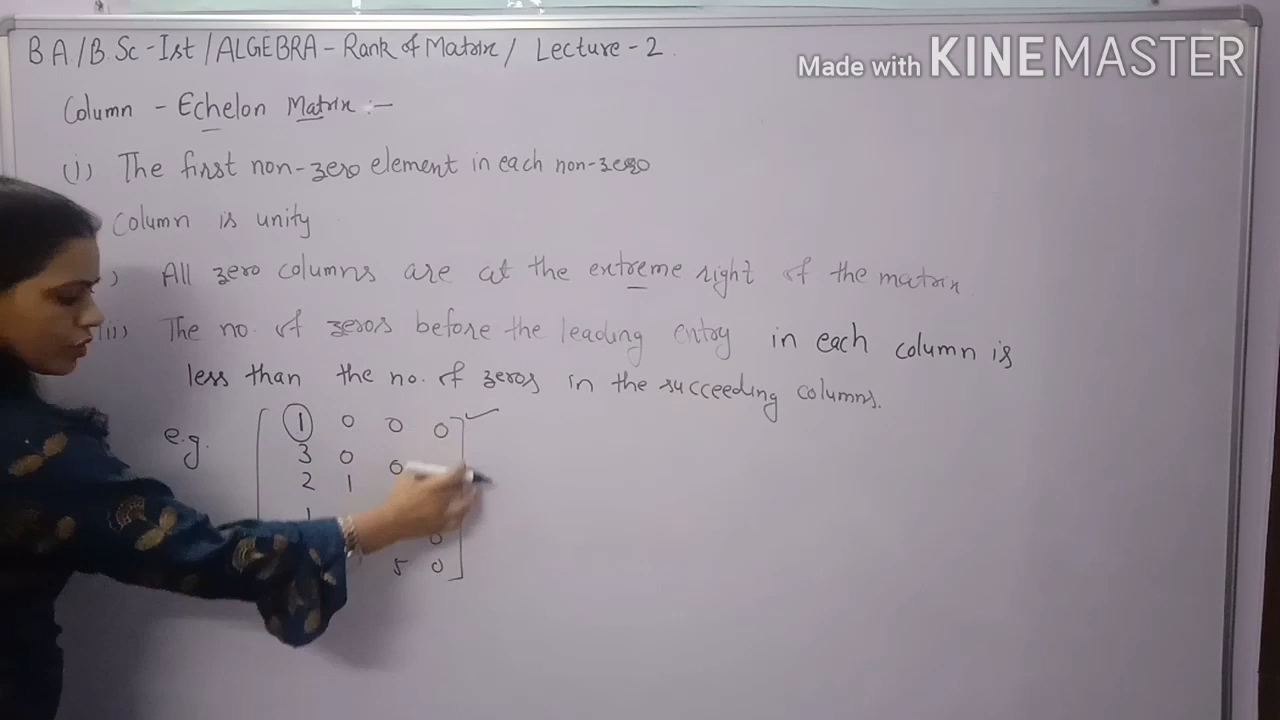 BA/B.Sc-Ist/ALGEBRA-Rank of Matrix/ Lecture-2
Made with KINEMASTER
Column - Echelon Matrix :-
(i) The first non-zero element in each non-zero
Column is unity
) All zero columns are at the extreme right of the matrix
ii) The no. of zeros before the leading entry in each column is
less than the no. of zeros in the succeeding columns.
e.g.
1 0 0 0
3 0 0
2 1
1
0
5 0